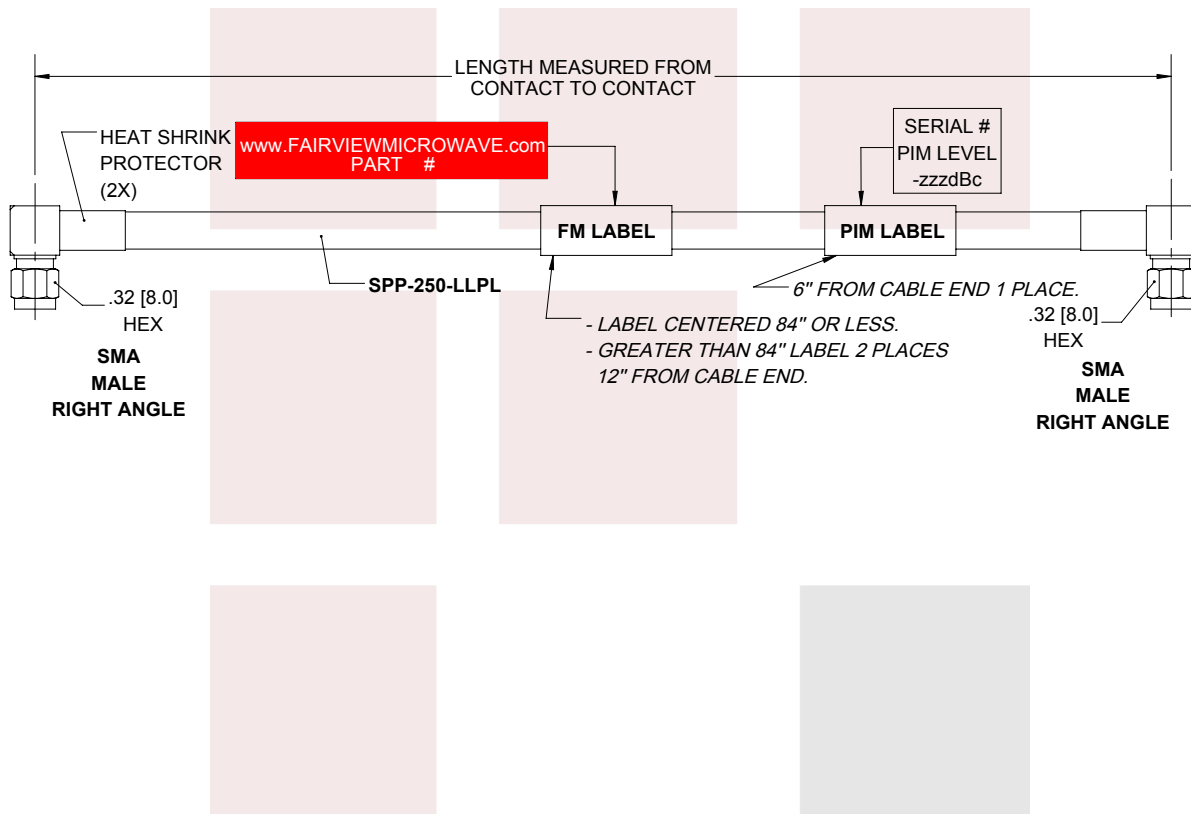 LENGTH MEASURED FROM
CONTACT TO CONTACT
HEAT SHRINK
PROTECTOR
(2X)
www.FAIRVIEWMICROWAVE.com
PART #
SERIAL #
PIM LEVEL
-zzzdBc
FM LABEL
PIM LABEL
SPP-250-LLPL
6" FROM CABLE END 1 PLACE.
.32 [8.0]
HEX
SMA
MALE
RIGHT ANGLE
- LABEL CENTERED 84" OR LESS.
- GREATER THAN 84" LABEL 2 PLACES
12" FROM CABLE END.
.32 [8.0]
HEX
SMA
MALE
RIGHT ANGLE